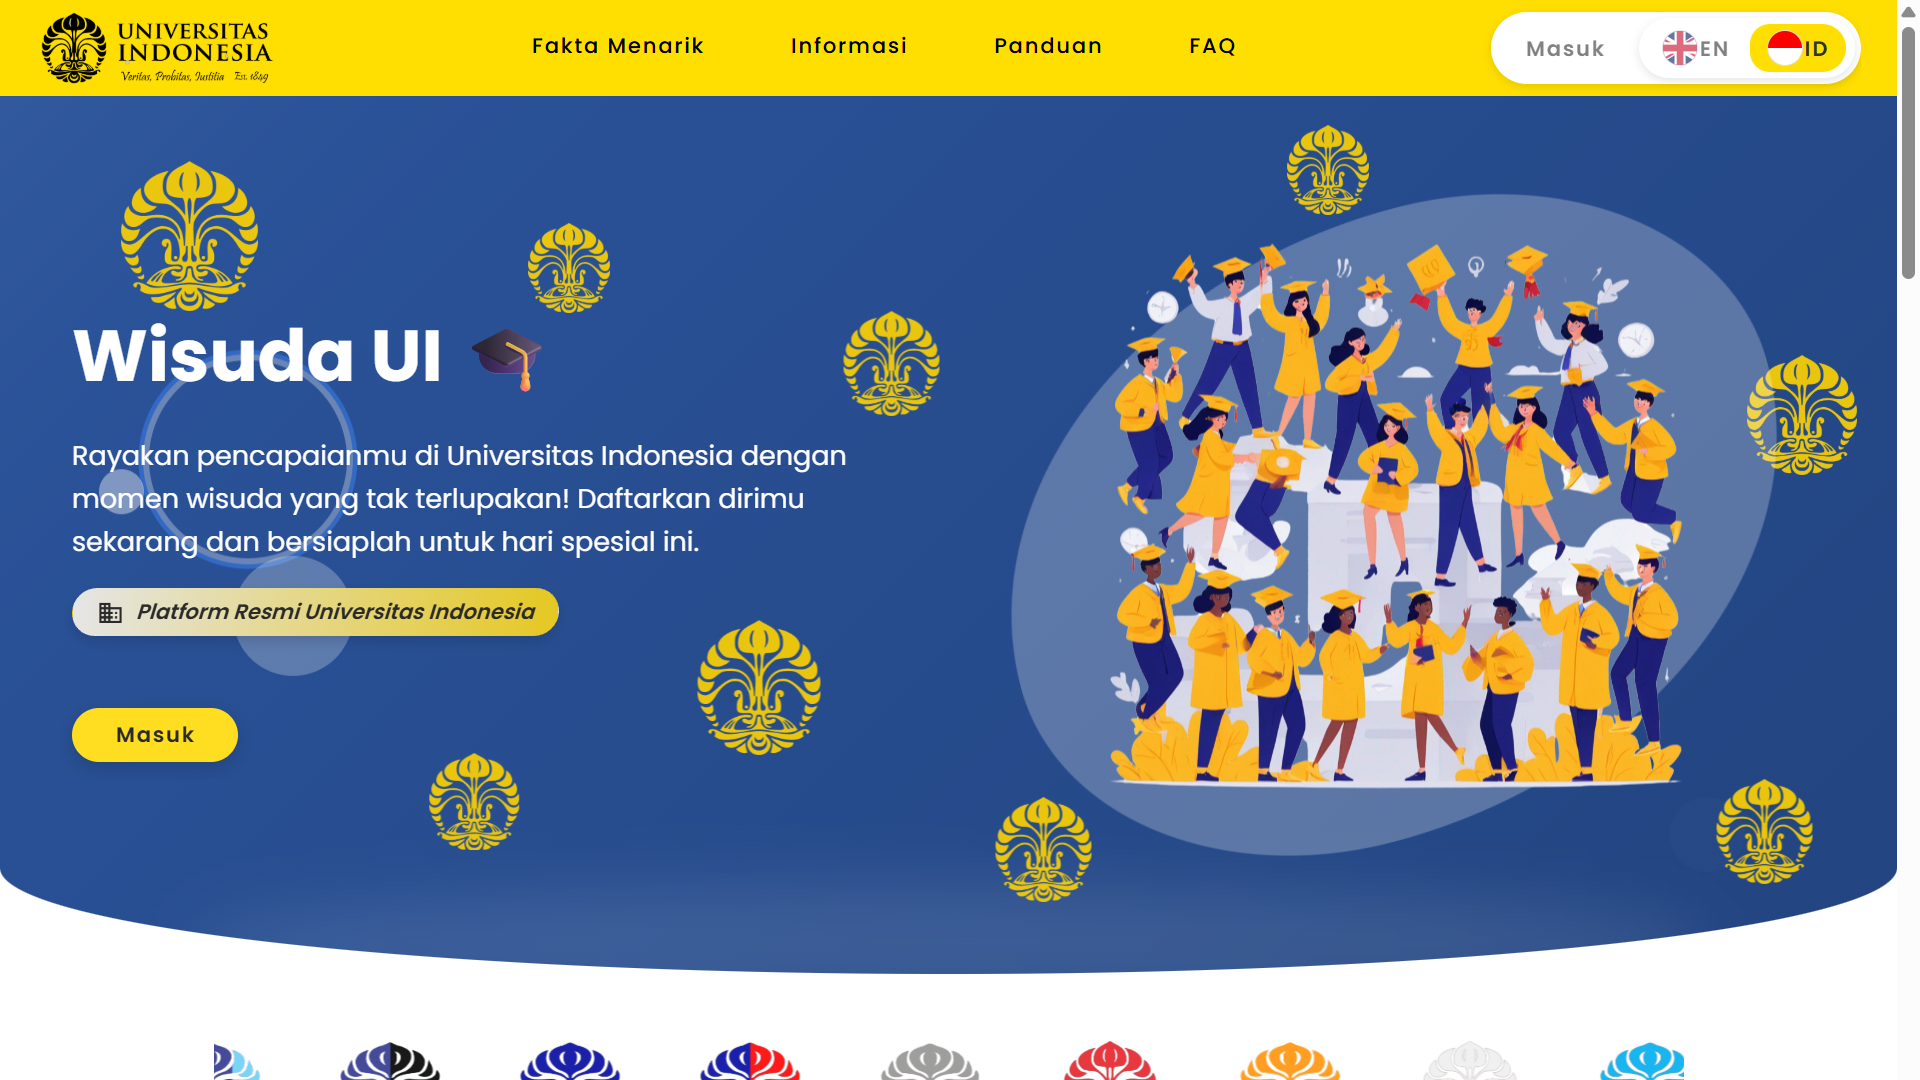 UNIVERSITAS
INDONESIA
Veritas, Probitas, Iustitia Est. 1849
Fakta Menarik
Informasi
Panduan
FAQ
Masuk
EN
ID
Wisuda UI
Rayakan pencapaianmu di Universitas Indonesia dengan
momen wisuda yang tak terlupakan! Daftarkan dirimu
sekarang dan bersiaplah untuk hari spesial ini.
Platform Resmi Universitas Indonesia
Masuk